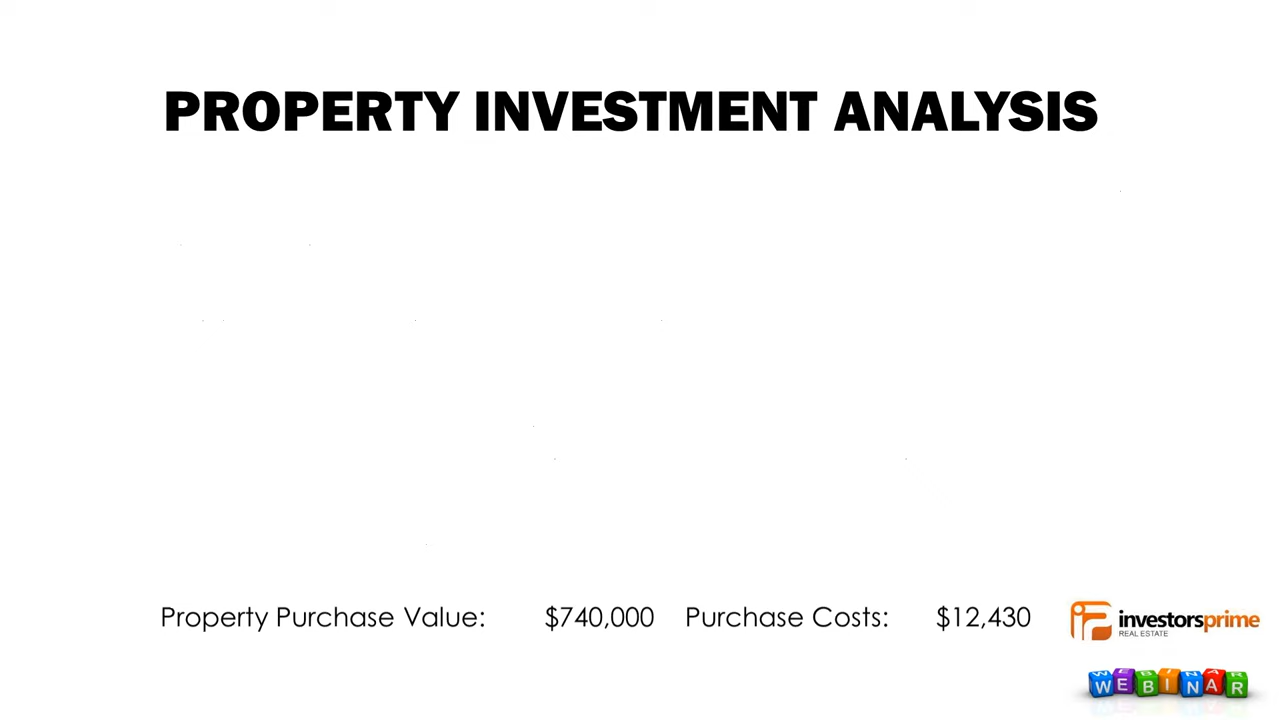 PROPERTY INVESTMENT ANALYSIS
Property Purchase Value: $740,000 Purchase Costs: $12,430
investorsprime
REAL ESTATE
WEBINAR